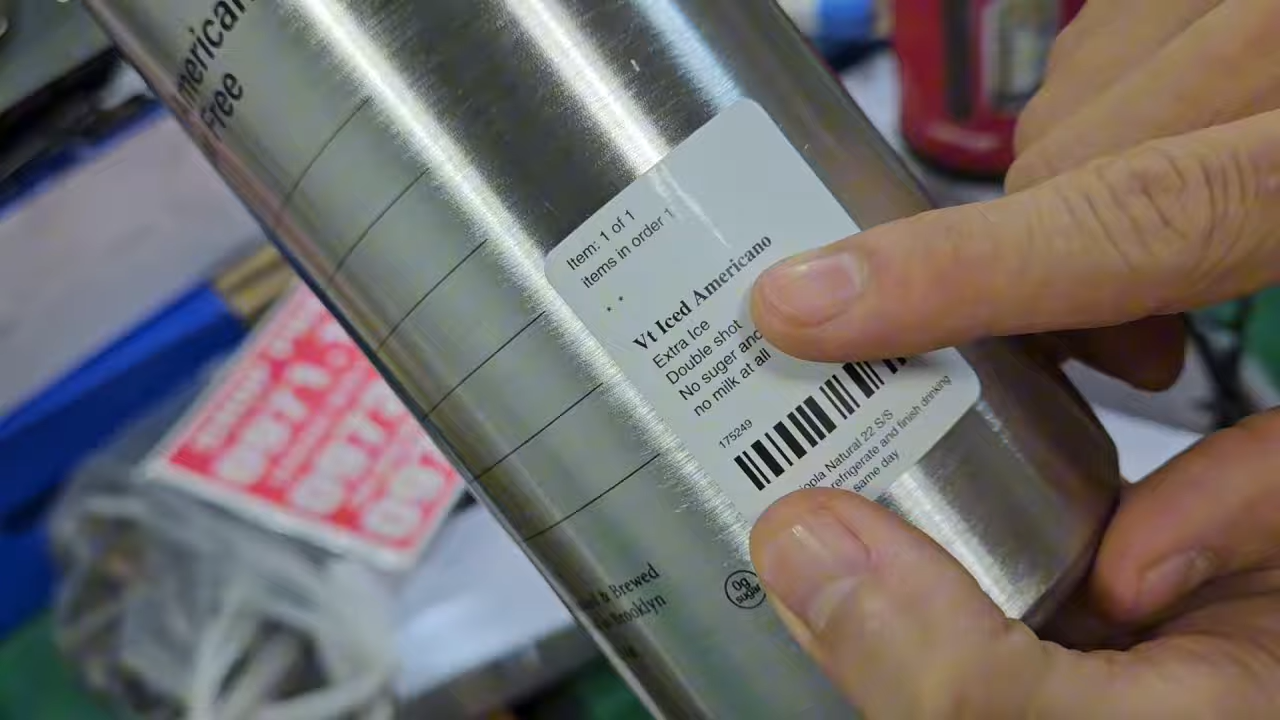 Free
Item: 1 of 1
items in order 1
Vt Iced Americano
Extra Ice
Double shot
No suger and
no milk at all
175249
Natural 22 S/S
refrigerate and finish drinking
same day
0g
sugar
& Brewed
Brooklyn